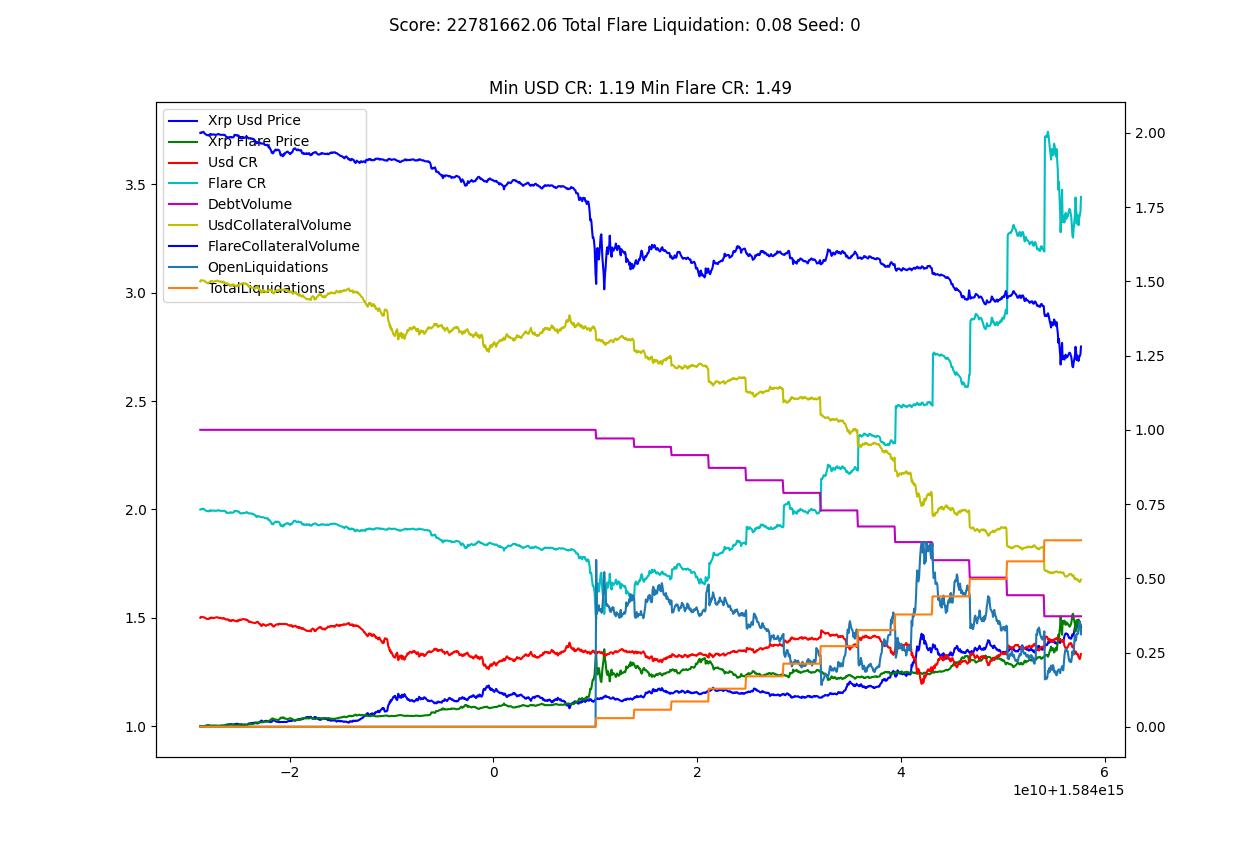 Score: 22781662.06 Total Flare Liquidation: 0.08 Seed: 0
Min USD CR: 1.19 Min Flare CR: 1.49
Xrp Usd Price
Xrp Flare Price
Usd CR
Flare CR
DebtVolume
UsdCollateralVolume
FlareCollateralVolume
OpenLiquidations
TotalLiquidations
3.5
3.0
2.5
2.0
1.5
1.0
2.00
1.75
1.50
1.25
1.00
0.75
0.50
0.25
0.00
−2
0
2
4
6
1e10+1.584e15